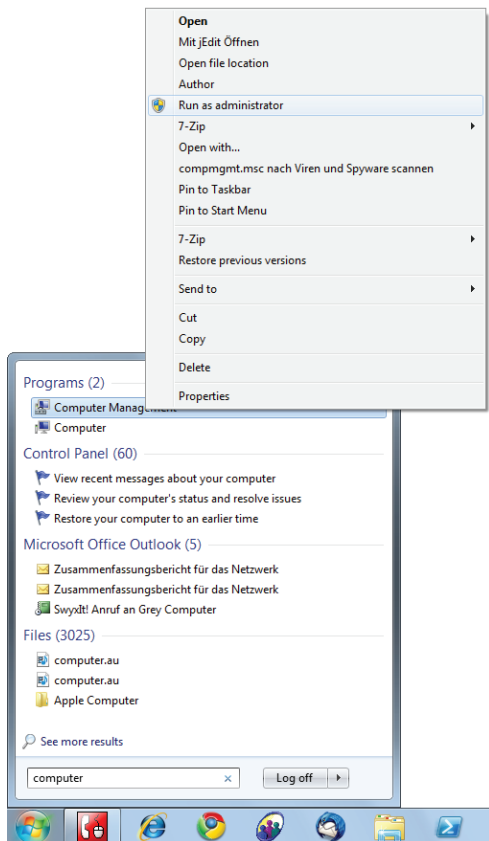 Open
Mit jEdit Öffnen
Open file location
Author
Run as administrator
7-Zip
Open with...
compmgmt.msc nach Viren und Spyware scannen
Pin to Taskbar
Pin to Start Menu
7-Zip
Restore previous versions
Send to
Cut
Copy
Delete
Properties
Programs (2)
Computer Management
Computer
Control Panel (60)
View recent messages about your computer
Review your computer's status and resolve issues
Restore your computer to an earlier time
Microsoft Office Outlook (5)
Zusammenfassungsbericht für das Netzwerk
Zusammenfassungsbericht für das Netzwerk
SwyxIt! Anruf an Grey Computer
Files (3025)
computer.au
computer.au
Apple Computer
See more results
computer
Log off